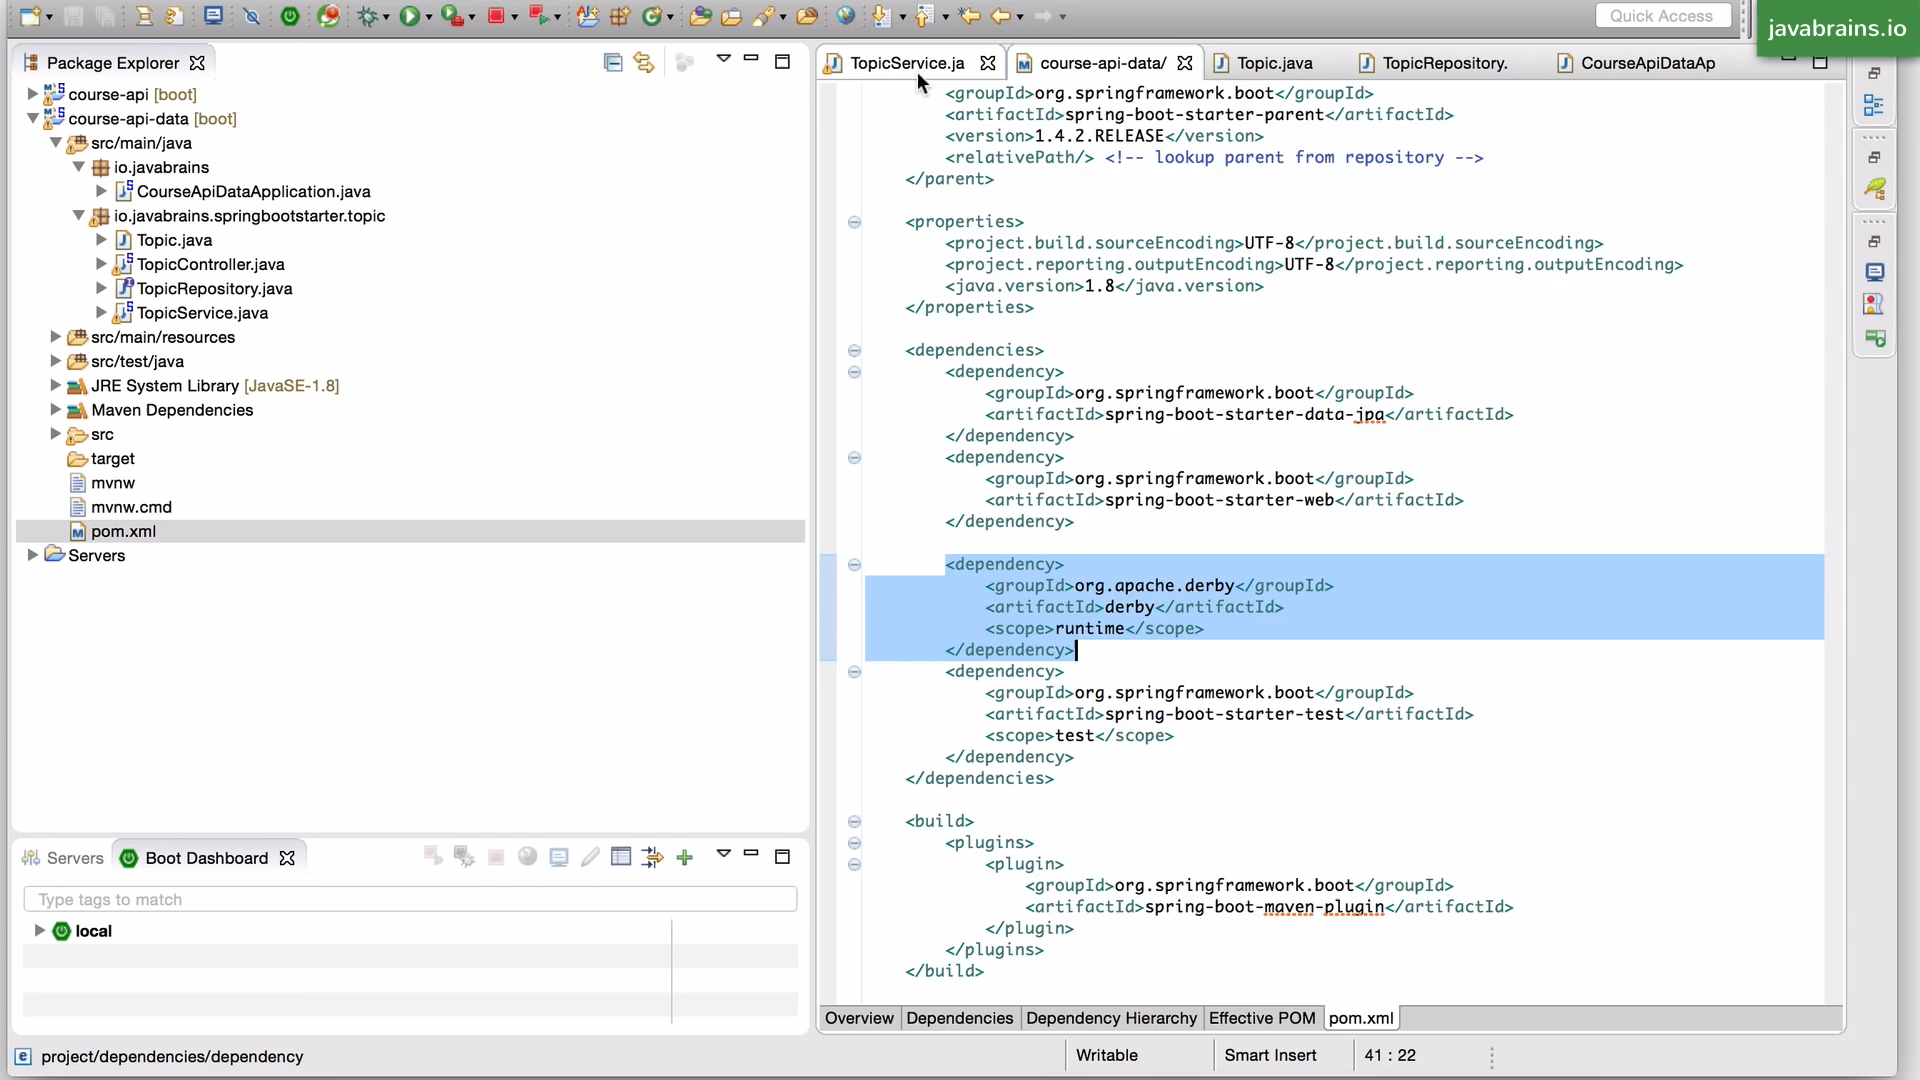 Quick Access
javabrains.io
Package Explorer
course-api [boot]
course-api-data [boot]
src/main/java
io.javabrains
CourseApiDataApplication.java
io.javabrains.springbootstarter.topic
Topic.java
TopicController.java
TopicRepository.java
TopicService.java
src/main/resources
src/test/java
JRE System Library [JavaSE-1.8]
Maven Dependencies
src
target
mvnw
mvnw.cmd
pom.xml
Servers
Servers
Boot Dashboard
Type tags to match
local
TopicService.ja
course-api-data/
Topic.java
TopicRepository.
CourseApiDataAp
<groupId>org.springframework.boot</groupId>
<artifactId>spring-boot-starter-parent</artifactId>
<version>1.4.2.RELEASE</version>
<relativePath/> <!-- lookup parent from repository -->
</parent>
<properties>
<project.build.sourceEncoding>UTF-8</project.build.sourceEncoding>
<project.reporting.outputEncoding>UTF-8</project.reporting.outputEncoding>
<java.version>1.8</java.version>
</properties>
<dependencies>
<dependency>
<groupId>org.springframework.boot</groupId>
<artifactId>spring-boot-starter-data-jpa</artifactId>
</dependency>
<dependency>
<groupId>org.springframework.boot</groupId>
<artifactId>spring-boot-starter-web</artifactId>
</dependency>
<dependency>
<groupId>org.apache.derby</groupId>
<artifactId>derby</artifactId>
<scope>runtime</scope>
</dependency>
<dependency>
<groupId>org.springframework.boot</groupId>
<artifactId>spring-boot-starter-test</artifactId>
<scope>test</scope>
</dependency>
</dependencies>
<build>
<plugins>
<plugin>
<groupId>org.springframework.boot</groupId>
<artifactId>spring-boot-maven-plugin</artifactId>
</plugin>
</plugins>
</build>
Overview Dependencies Dependency Hierarchy Effective POM pom.xml
project/dependencies/dependency
Writable
Smart Insert
41 : 22